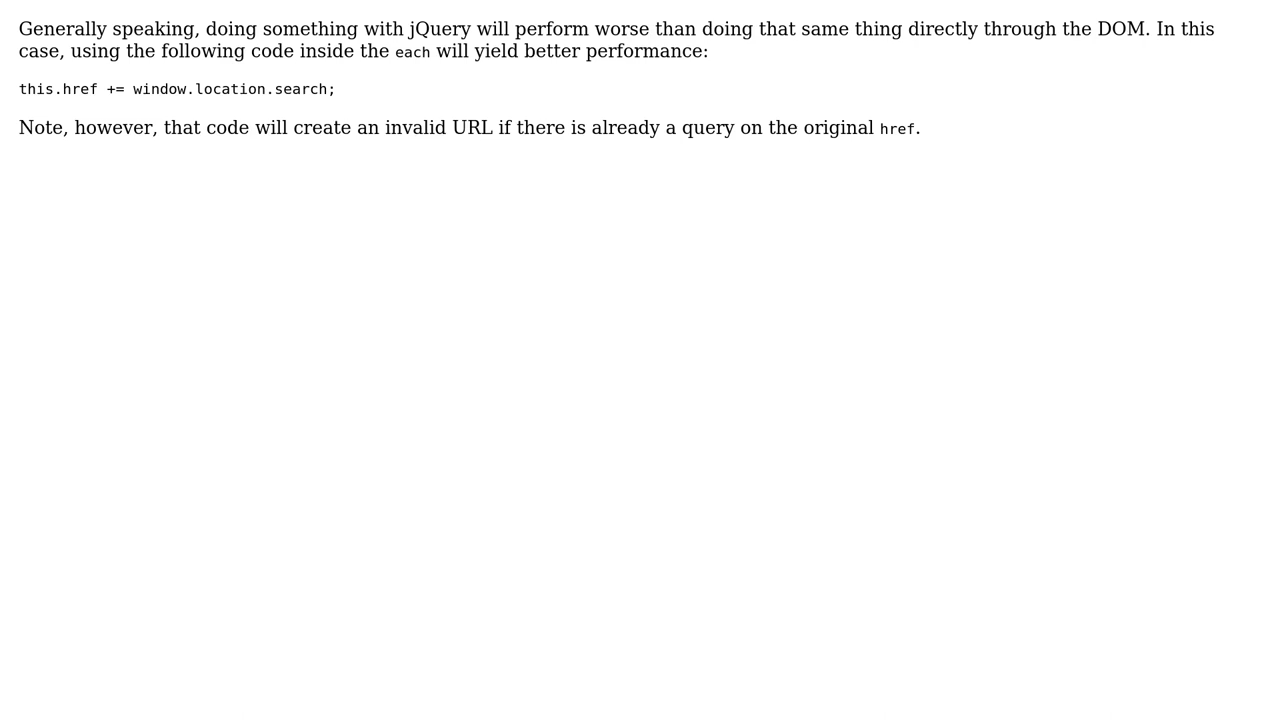 Generally speaking, doing something with jQuery will perform worse than doing that same thing directly through the DOM. In this
case, using the following code inside the each will yield better performance:
this.href += window.location.search;
Note, however, that code will create an invalid URL if there is already a query on the original href.